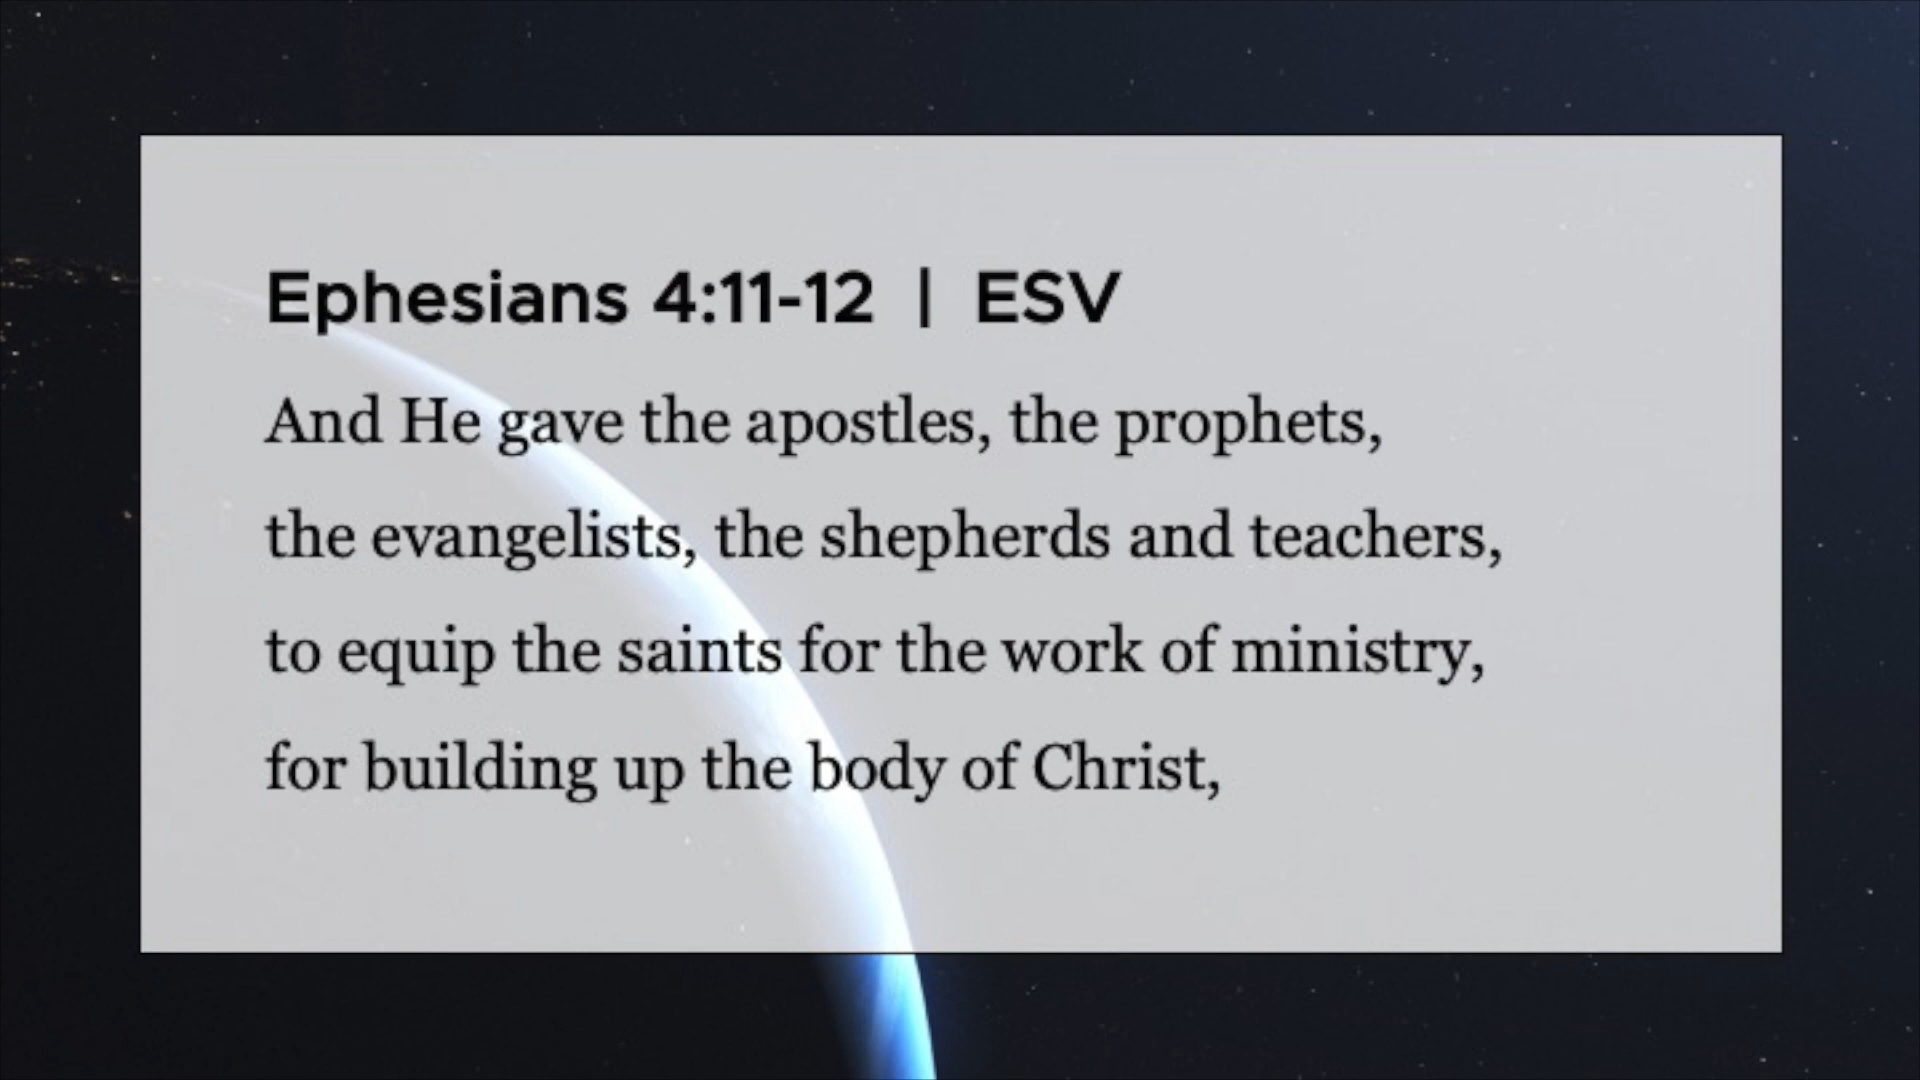 Ephesians 4:11-12 | ESV
And He gave the apostles, the prophets,
the evangelists, the shepherds and teachers,
to equip the saints for the work of ministry,
for building up the body of Christ,